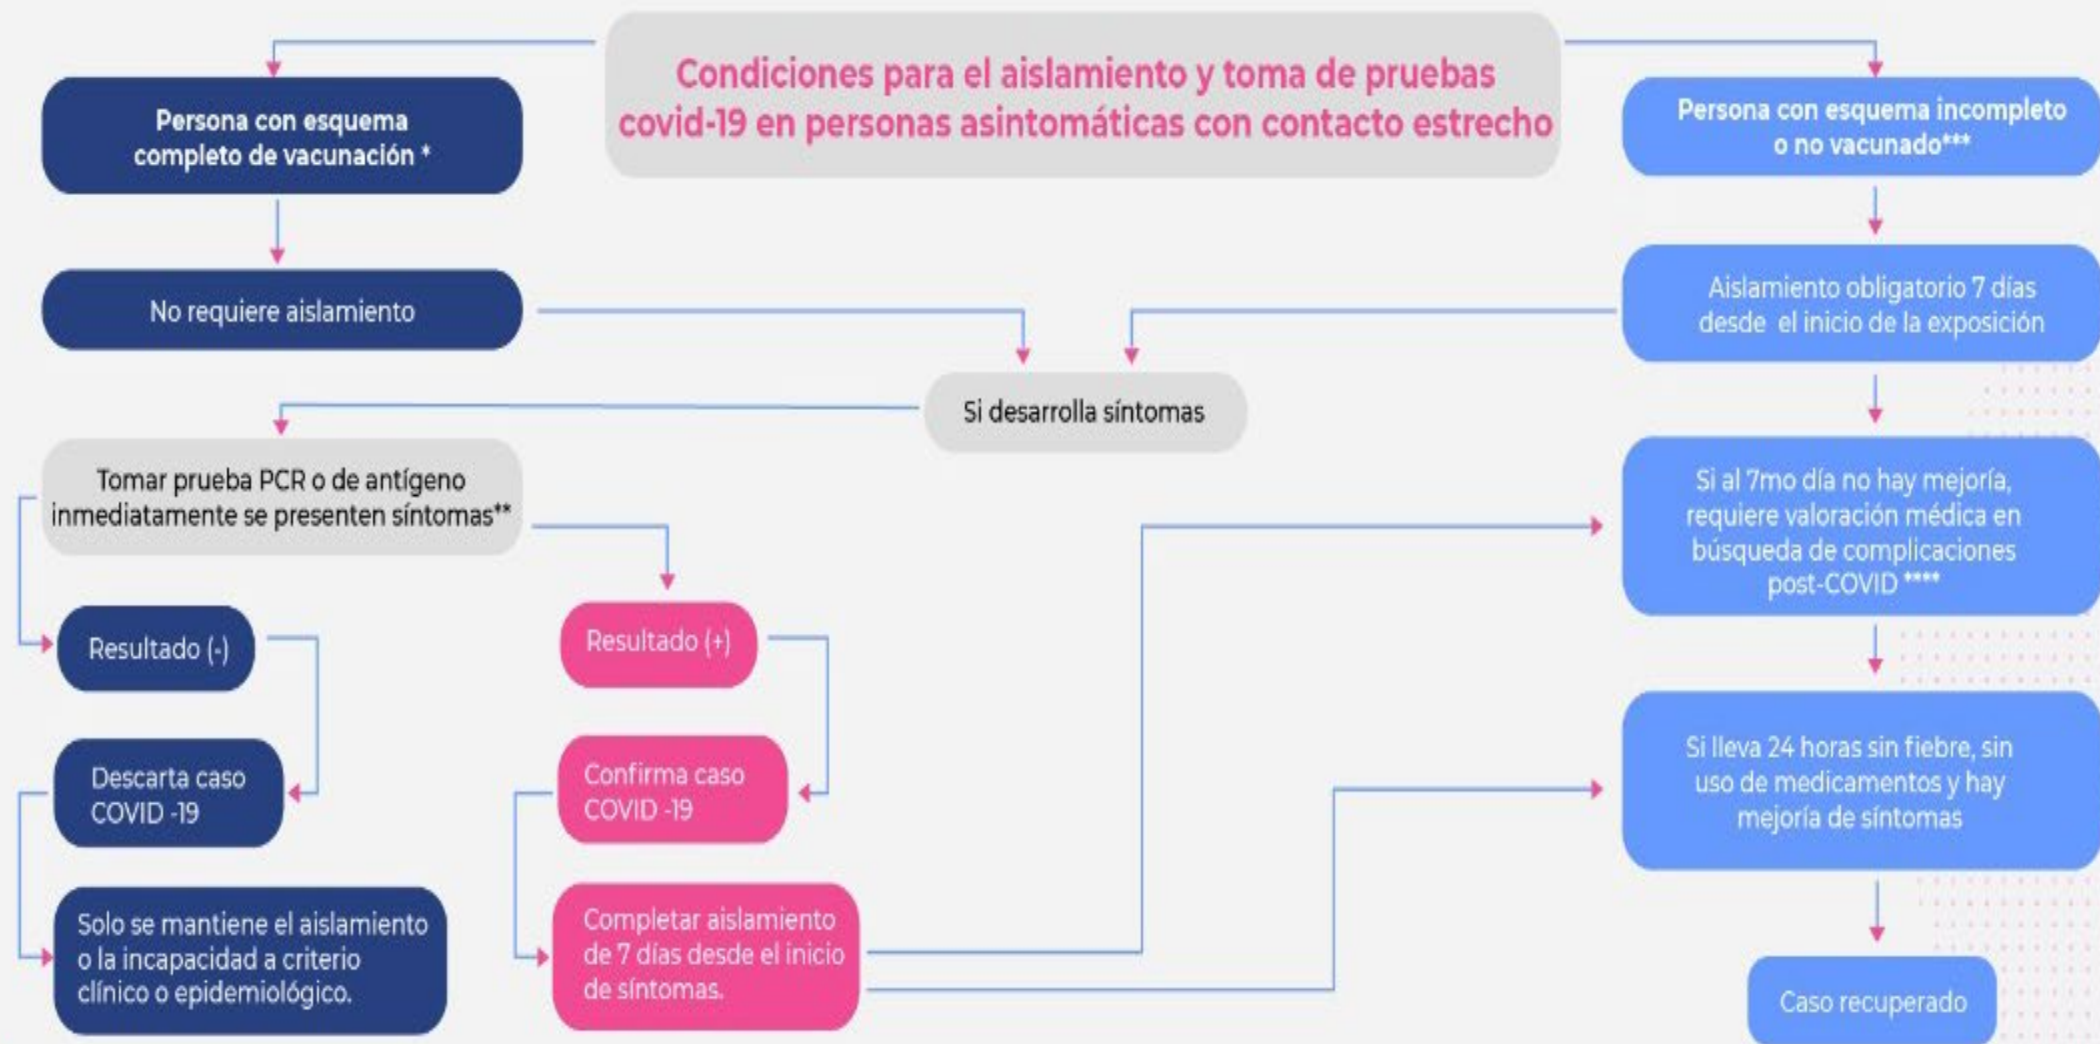 Condiciones para el aislamiento y toma de pruebas
covid-19 en personas asintomáticas con contacto estrecho
Persona con esquema
completo de vacunación *
No requiere aislamiento
Persona con esquema incompleto
o no vacunado***
Aislamiento obligatorio 7 días
desde el inicio de la exposición
Si desarrolla síntomas
Tomar prueba PCR o de antígeno
inmediatamente se presenten síntomas**
Resultado (-)
Descarta caso
COVID -19
Solo se mantiene el aislamiento
o la incapacidad a criterio
clínico o epidemiológico.
Resultado (+)
Confirma caso
COVID -19
Completar aislamiento
de 7 días desde el inicio
de síntomas.
Si al 7mo día no hay mejoría,
requiere valoración médica en
búsqueda de complicaciones
post-COVID ****
Si lleva 24 horas sin fiebre, sin
uso de medicamentos y hay
mejoría de síntomas
Caso recuperado